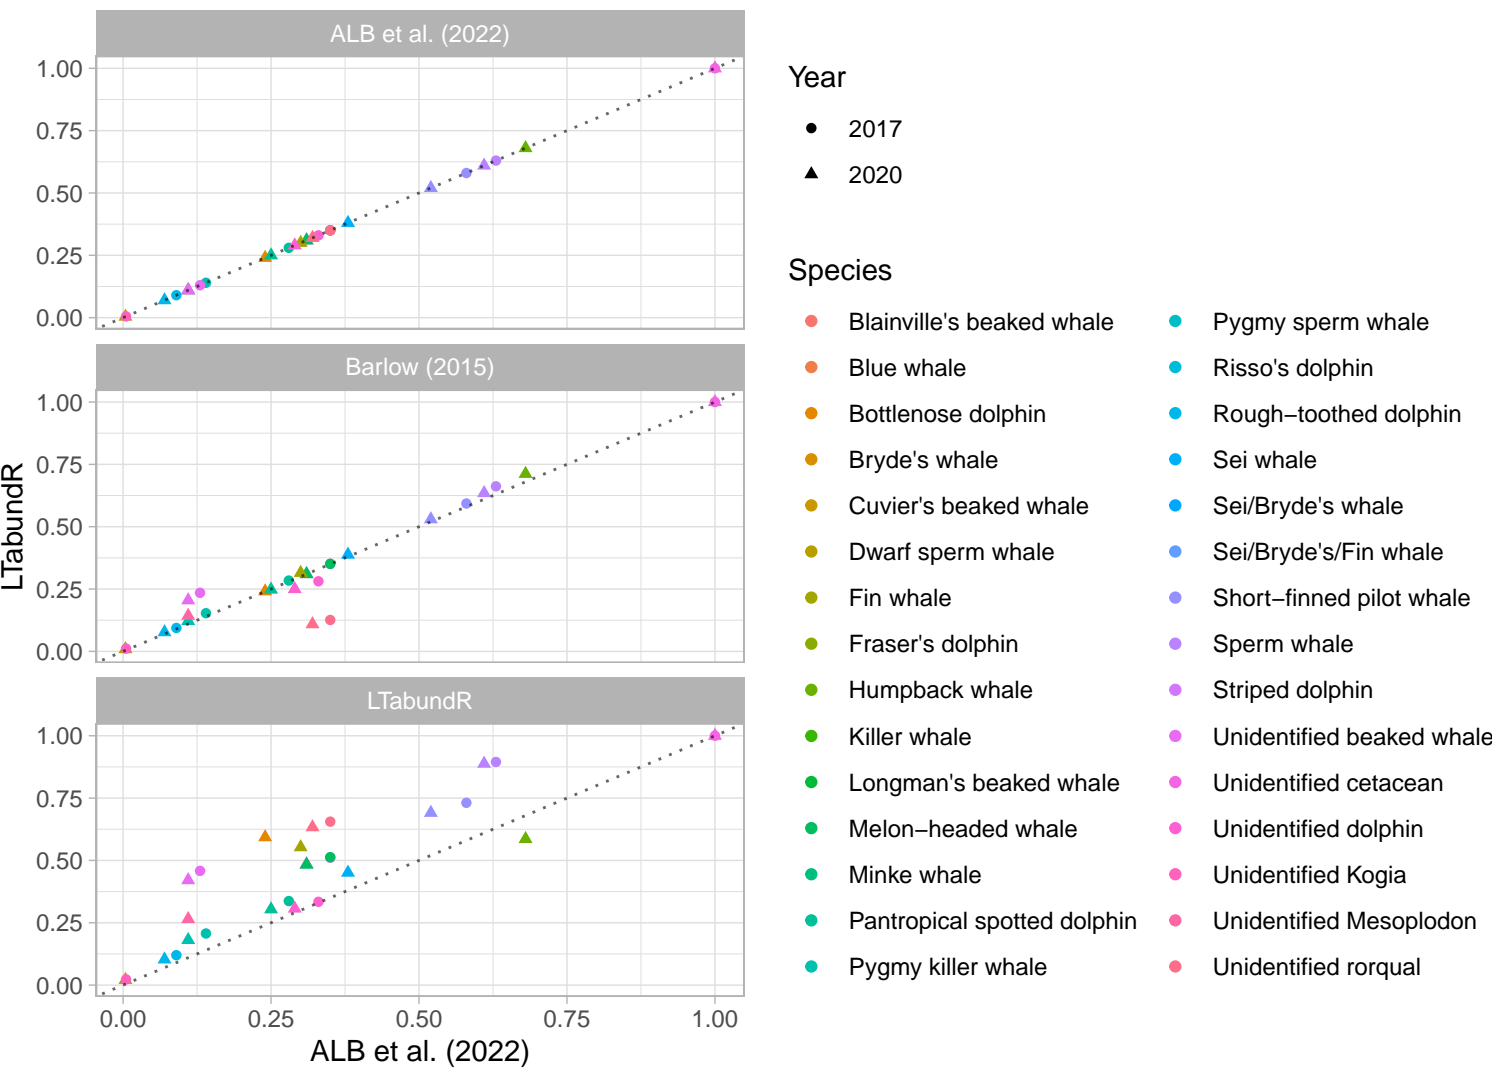 ALB et al. (2022)
1.00
0.75
0.50
0.25
0.00
Barlow (2015)
1.00
0.75
0.50
0.25
0.00
LTabundR
1.00
0.75
0.50
0.25
0.00
0.00 0.25 0.50 0.75 1.00
ALB et al. (2022)
LTabundR
Year
2017
2020
Species
Blainville's beaked whale
Blue whale
Bottlenose dolphin
Bryde's whale
Cuvier's beaked whale
Dwarf sperm whale
Fin whale
Fraser's dolphin
Humpback whale
Killer whale
Longman's beaked whale
Melon−headed whale
Minke whale
Pantropical spotted dolphin
Pygmy killer whale
Pygmy sperm whale
Risso's dolphin
Rough−toothed dolphin
Sei whale
Sei/Bryde's whale
Sei/Bryde's/Fin whale
Short−finned pilot whale
Sperm whale
Striped dolphin
Unidentified beaked whale
Unidentified cetacean
Unidentified dolphin
Unidentified Kogia
Unidentified Mesoplodon
Unidentified rorqual